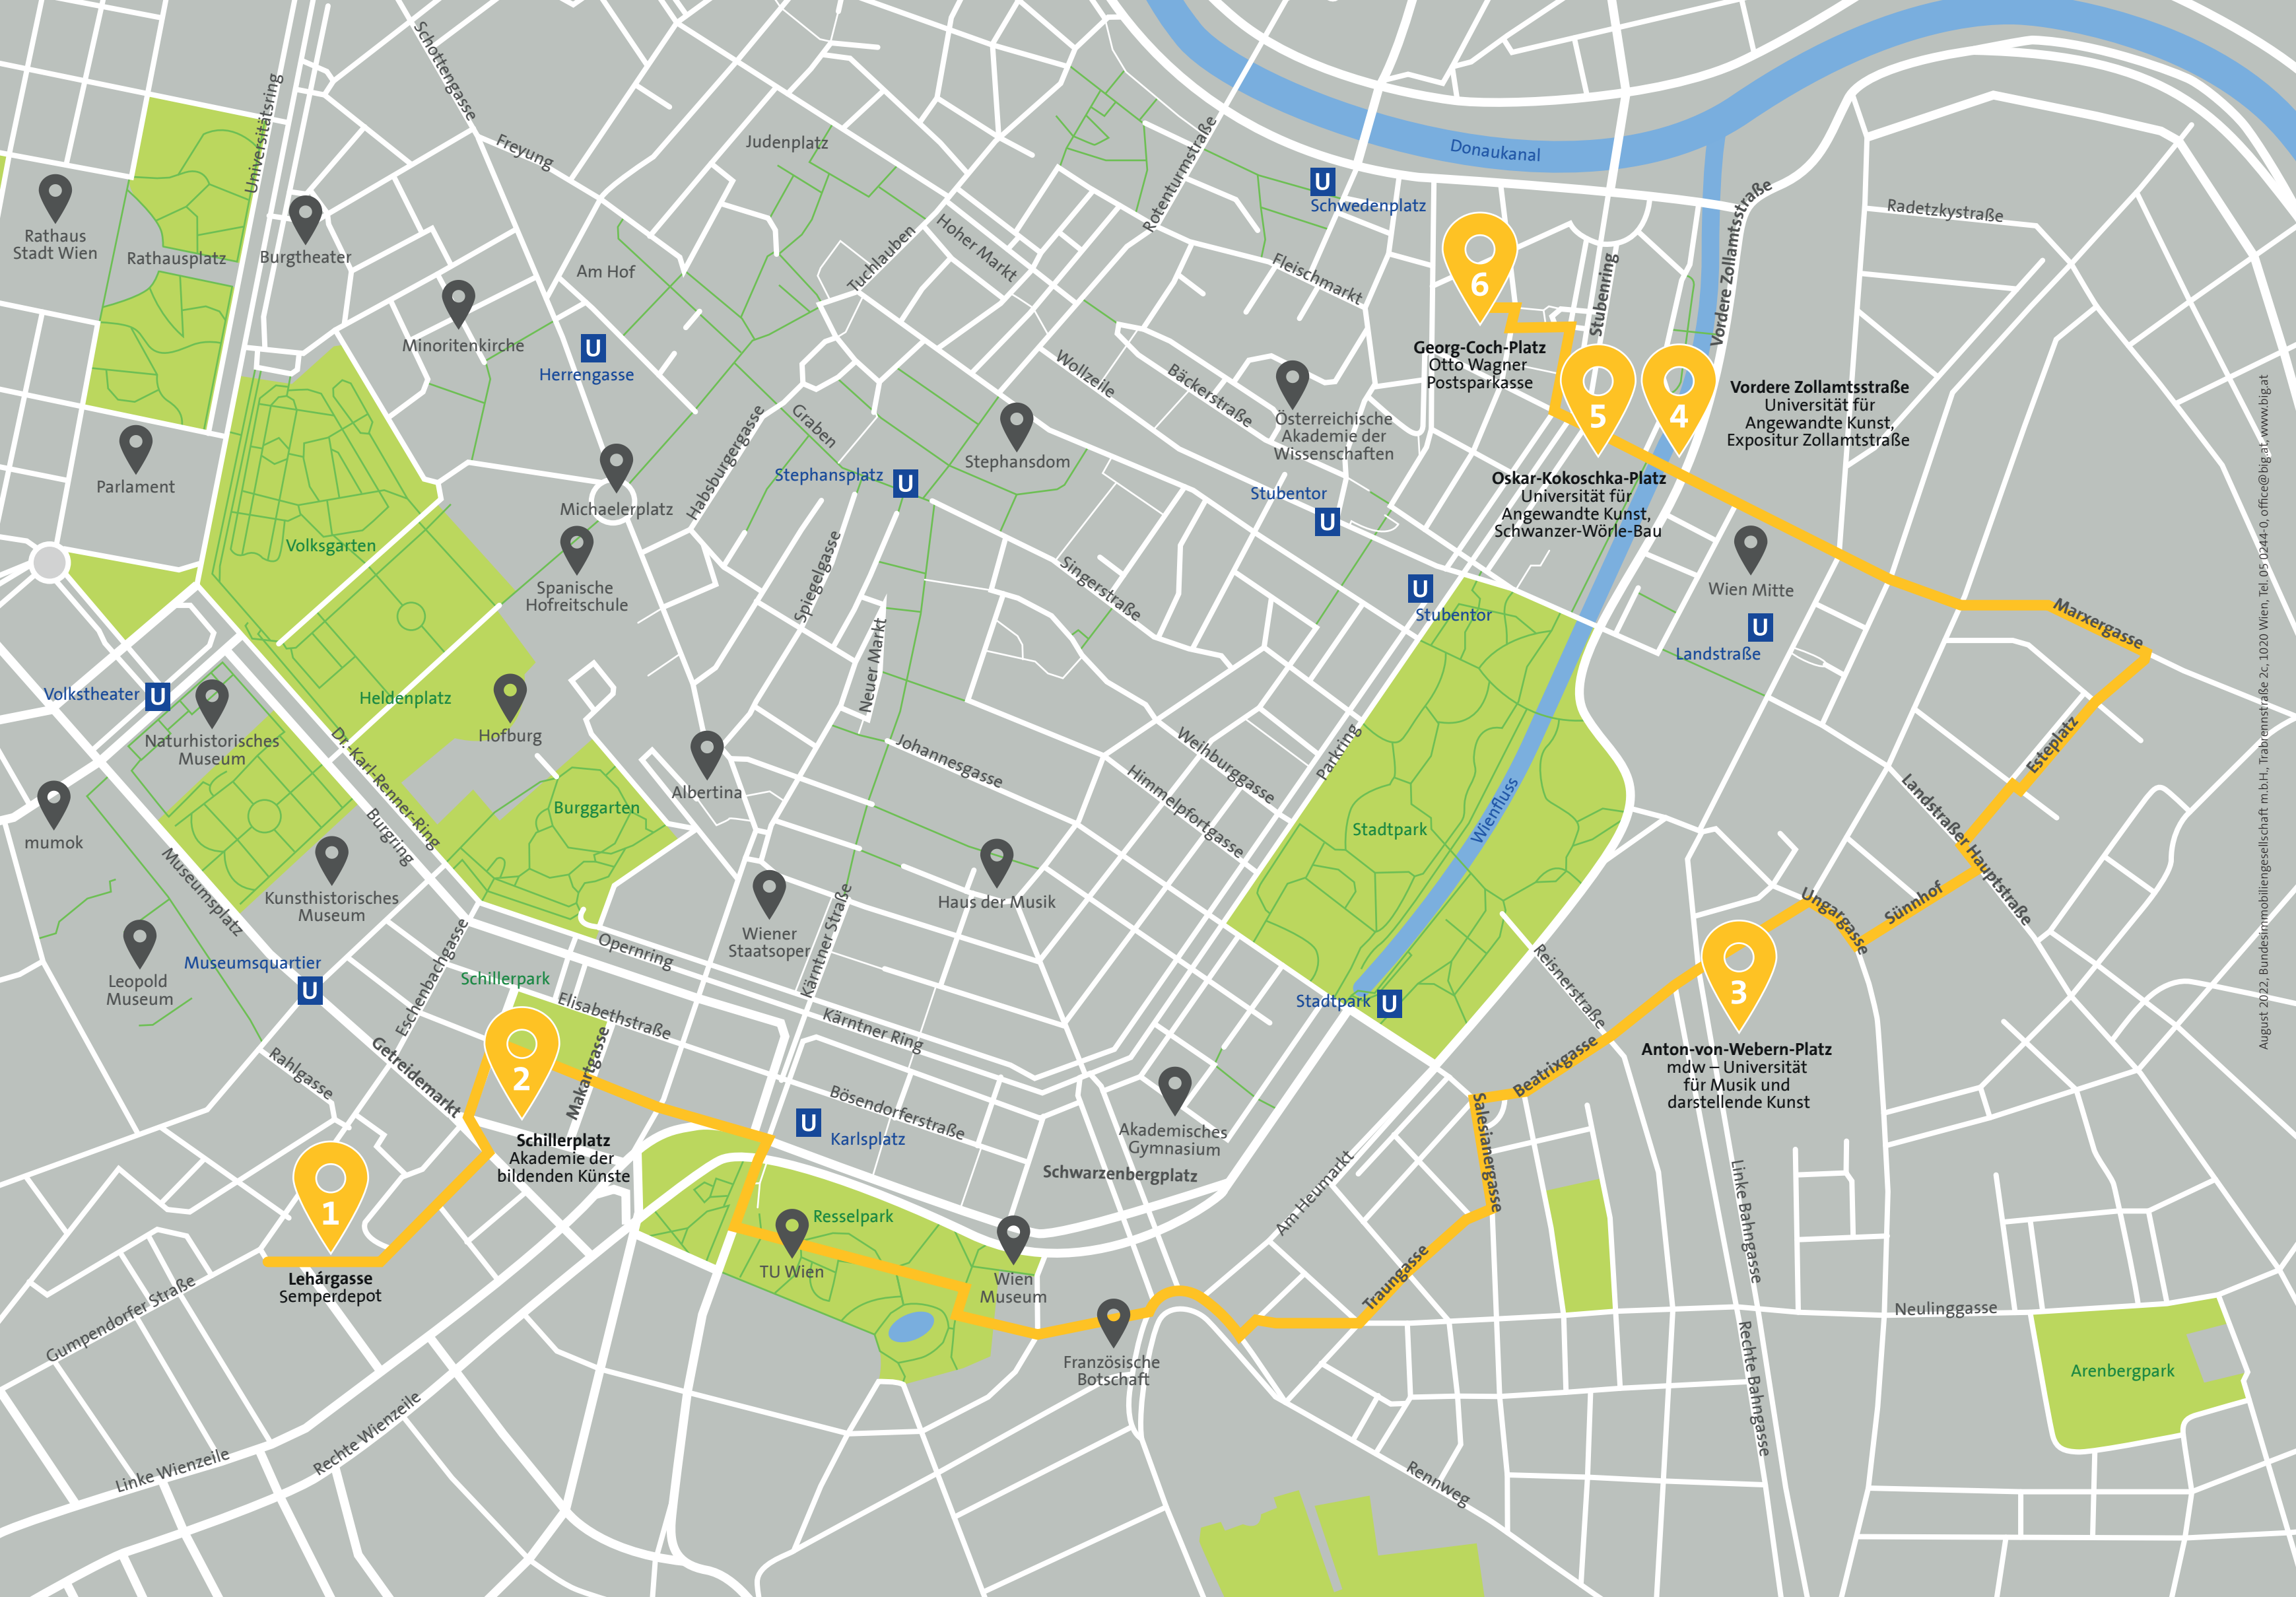 Schottengasse
Universitätsring
Freyung
Judenplatz
Rotenturmstraße
Donaukanal
U
Schwedenplatz
Vordere Zollamtsstraße
Radetzkystraße
Rathaus
Stadt Wien
Rathausplatz
Burgtheater
Am Hof
Tuchlauben
Hoher Markt
Fleischmarkt
6
Stubenring
Minoritenkirche
U
Herrengasse
Georg-Coch-Platz
Otto Wagner
Postsparkasse
5
4
Vordere Zollamtsstraße
Universität für
Angewandte Kunst,
Expositur Zollamtstraße
Wollzeile
Bäckerstraße
Österreichische
Akademie der
Wissenschaften
Habsburgergasse
Graben
Stephansdom
Stephansplatz
U
Parlament
Michaelerplatz
Stubentor
U
Oskar-Kokoschka-Platz
Universität für
Angewandte Kunst,
Schwanzer-Wörle-Bau
Volksgarten
Spanische
Hofreitschule
Spiegelgasse
Singerstraße
U
Stubentor
Wien Mitte
U
Landstraße
Marxergasse
Volkstheater
U
Naturhistorisches
Museum
Heldenplatz
Hofburg
Neuer Markt
Johannesgasse
Weihburggasse
Himmelpfortgasse
Parkring
Esteplatz
mumok
Dr.-Karl-Renner-Ring
Burgring
Burggarten
Albertina
Stadtpark
Wienfluss
Landstraßer Hauptstraße
Museumsplatz
Kunsthistorisches
Museum
Haus der Musik
Wiener
Staatsoper
Kärntner Straße
Ungargasse
Sünnhof
Leopold
Museum
Museumsquartier
U
Eschenbachgasse
Schillerpark
Opernring
Elisabethstraße
Kärntner Ring
Stadtpark
U
Reisnerstraße
3
Anton-von-Webern-Platz
mdw – Universität
für Musik und
darstellende Kunst
Rahlgasse
Getreidemarkt
2
Makartgasse
Schillerplatz
Akademie der
bildenden Künste
U
Karlsplatz
Bösendorferstraße
Akademisches
Gymnasium
Schwarzenbergplatz
Beatrixgasse
Salesianergasse
Am Heumarkt
Linke Bahngasse
1
Lehárgasse
Semperdepot
Resselpark
TU Wien
Wien
Museum
Französische
Botschaft
Traungasse
Neulinggasse
Rechte Bahngasse
Arenbergpark
Gumpendorfer Straße
Linke Wienzeile
Rechte Wienzeile
Rennweg
August 2022, Bundesimmobiliengesellschaft m.b.H., Trabrennstraße 2c, 1020 Wien, Tel. 05 0244-0, office@big.at, www.big.at